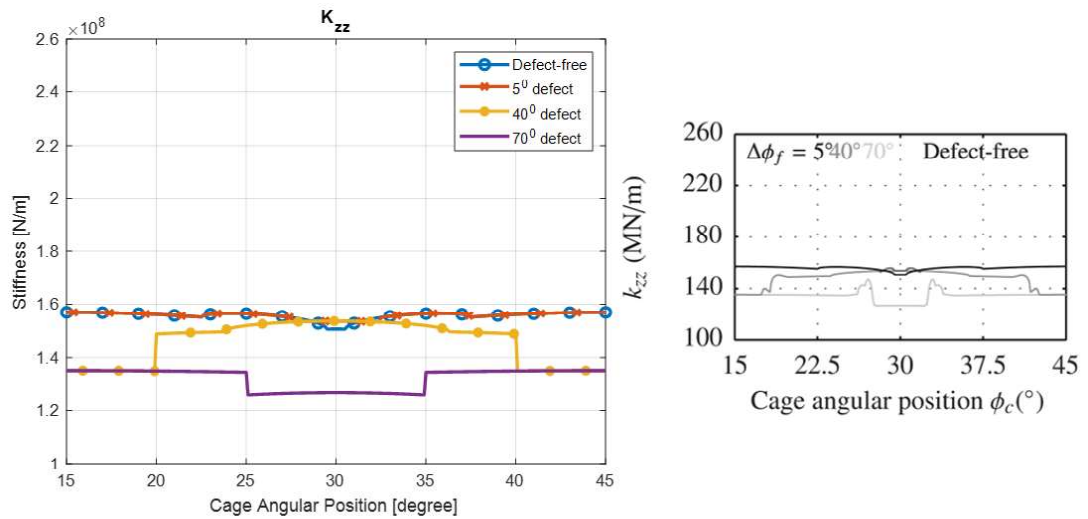 K_zz
×10^8
2 6
2 4
2 2
2
1 8
1 6
1 4
1 2
1
Stiffness [N/m]
15 20 25 30 35 40 45
Cage Angular Position [degree]
Defect-free
5^0 defect
40^0 defect
70^0 defect
260
220
180
140
100
k_zz (MN/m)
Δϕ_f = 5°40°70° Defect-free
15 22.5 30 37.5 45
Cage angular position ϕ_c(°)